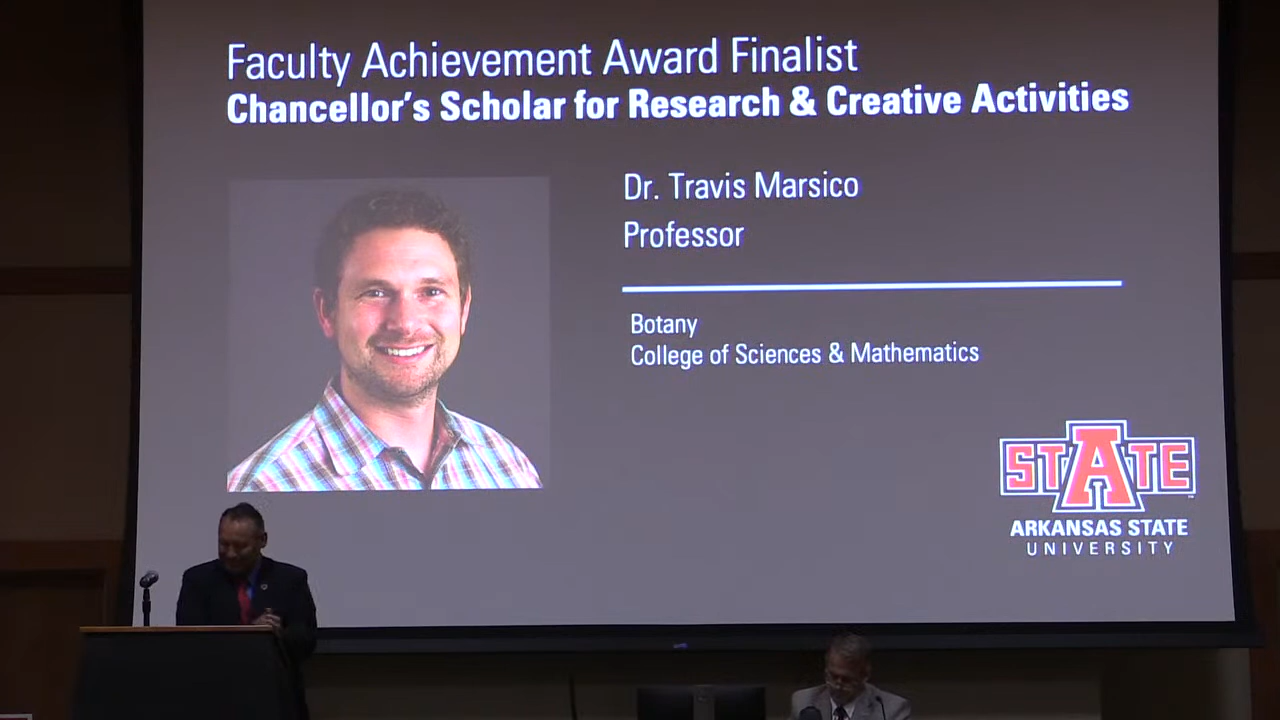 Faculty Achievement Award Finalist
Chancellor's Scholar for Research & Creative Activities
Dr. Travis Marsico
Professor
Botany
College of Sciences & Mathematics
STATE
ARKANSAS STATE
UNIVERSITY